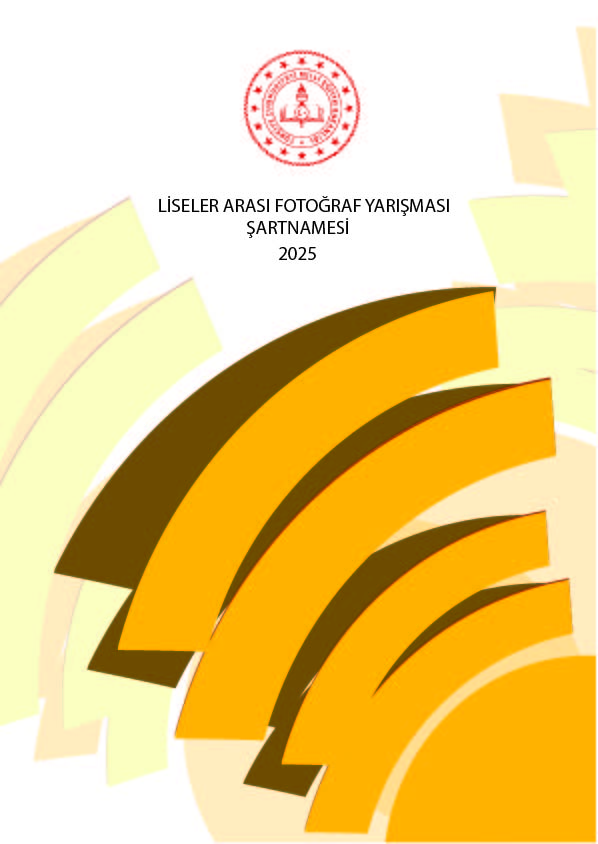 LİSELER ARASI FOTOĞRAF YARIŞMASI
ŞARTNAMESİ
2025